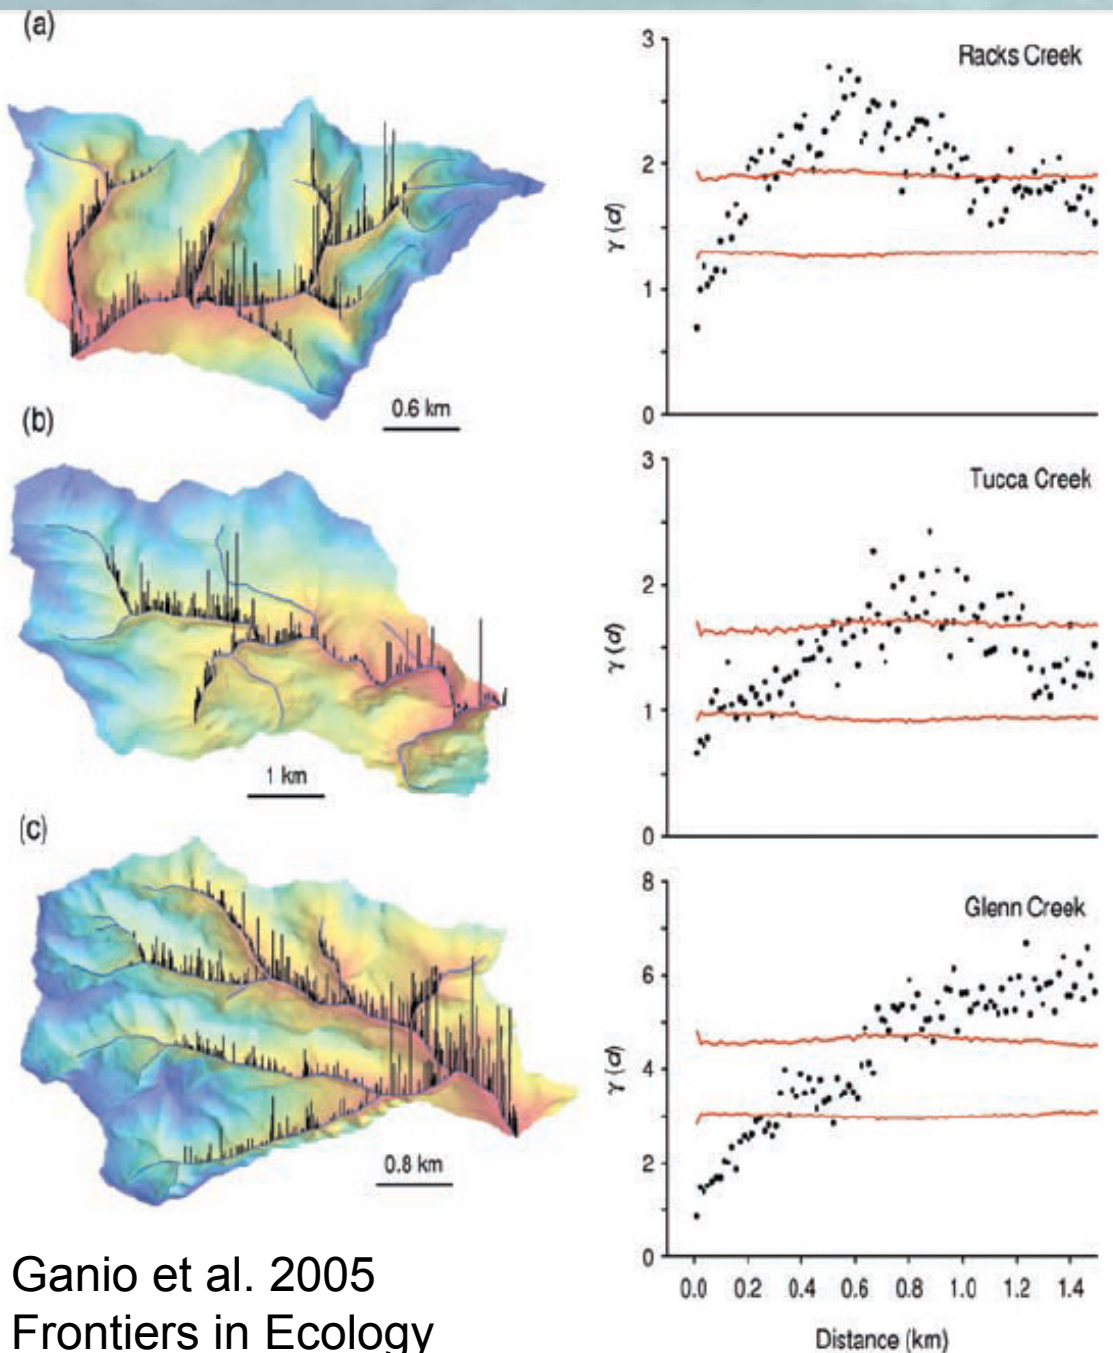 (a)
0.6 km
3
2
1
0
γ (d)
Racks Creek
(b)
1 km
3
2
1
0
γ (d)
Tucca Creek
(c)
0.8 km
8
6
4
2
0
γ (d)
Glenn Creek
0.0 0.2 0.4 0.6 0.8 1.0 1.2 1.4
Distance (km)
Ganio et al. 2005
Frontiers in Ecology